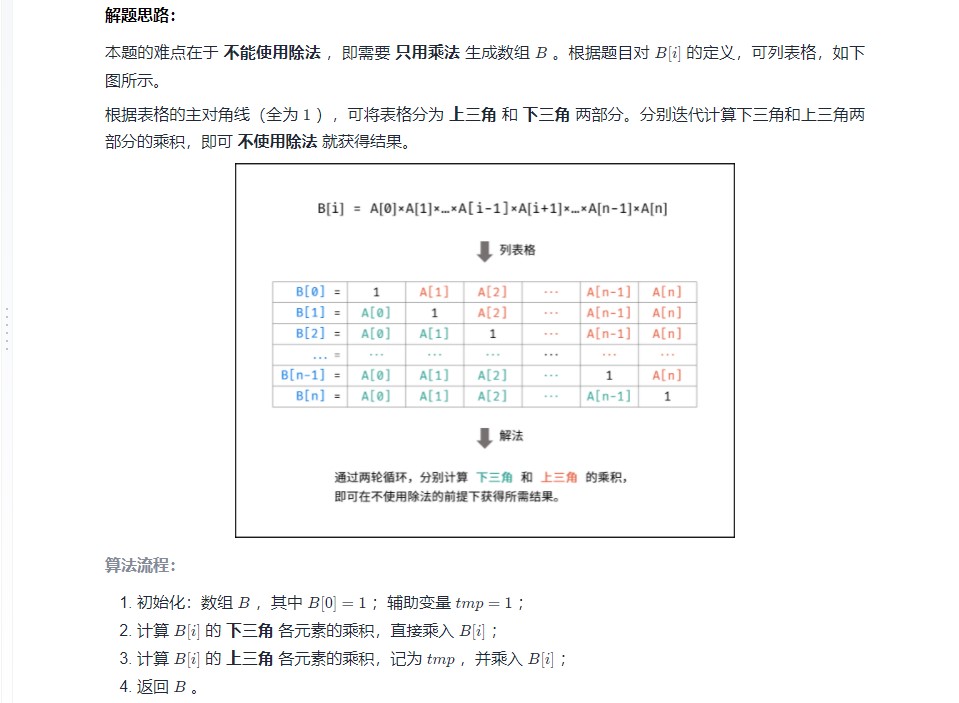 解题思路：
本题的难点在于 不能使用除法 ，即需要 只用乘法 生成数组 B 。根据题目对 B[i] 的定义，可列表格，如下
图所示。
根据表格的主对角线（全为 1 ），可将表格分为 上三角 和 下三角 两部分。分别迭代计算下三角和上三角两
部分的乘积，即可 不使用除法 就获得结果。
B[i] = A[0]×A[1]×…×A[i-1]×A[i+1]×…×A[n-1]×A[n]
列表格
B[0] = 1 A[1] A[2] ... A[n-1] A[n]
B[1] = A[0] 1 A[2] ... A[n-1] A[n]
B[2] = A[0] A[1] 1 ... A[n-1] A[n]
... = ... ... ... ... ... ...
B[n-1] = A[0] A[1] A[2] ... 1 A[n]
B[n] = A[0] A[1] A[2] ... A[n-1] 1
解法
通过两轮循环，分别计算 下三角 和 上三角 的乘积，
即可在不使用除法的前提下获得所需结果。
算法流程：
1. 初始化：数组 B ，其中 B[0] = 1 ；辅助变量 tmp = 1 ；
2. 计算 B[i] 的 下三角 各元素的乘积，直接乘入 B[i] ；
3. 计算 B[i] 的 上三角 各元素的乘积，记为 tmp ，并乘入 B[i] ；
4. 返回 B 。